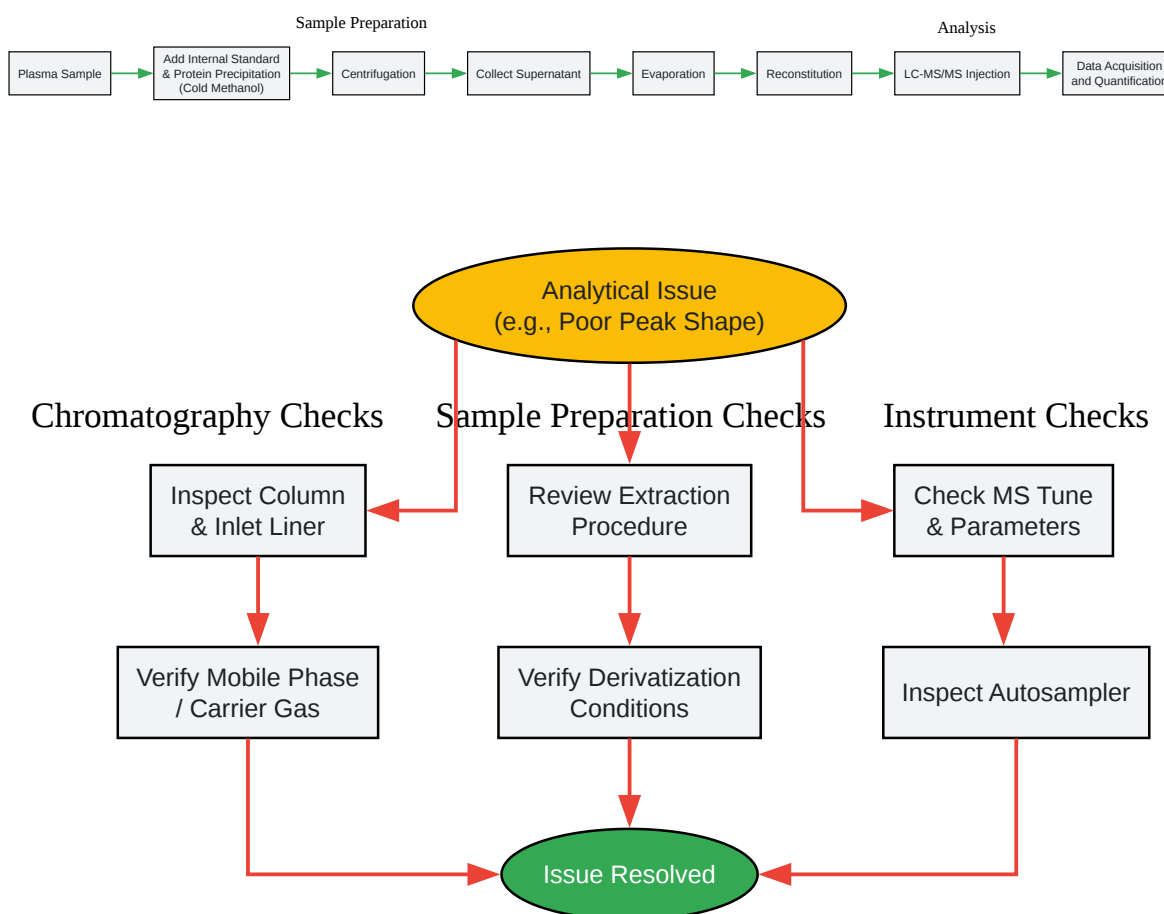 Sample Preparation
Analysis
Plasma Sample
Add Internal Standard
& Protein Precipitation
(Cold Methanol)
Centrifugation
Collect Supernatant
Evaporation
Reconstitution
LC-MS/MS Injection
Data Acquisition
and Quantification
Analytical Issue
(e.g., Poor Peak Shape)
Chromatography Checks
Sample Preparation Checks
Instrument Checks
Inspect Column
& Inlet Liner
Review Extraction
Procedure
Check MS Tune
& Parameters
Verify Mobile Phase
/ Carrier Gas
Verify Derivatization
Conditions
Inspect Autosampler
Issue Resolved